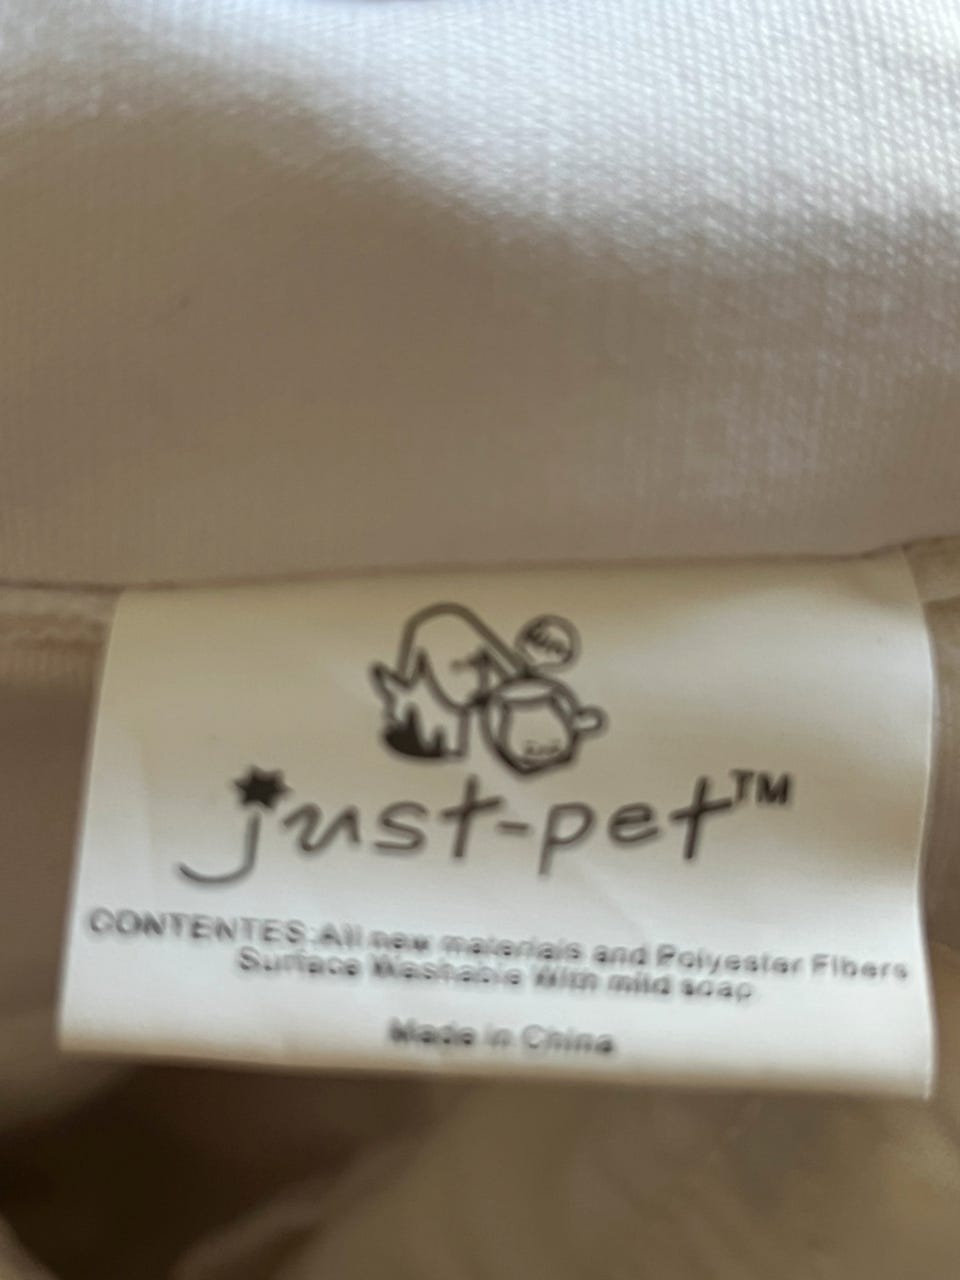 just-pet™
CONTENTES:All new materials and Polyester Fibers
Surface Washable With mild soap
Made in China